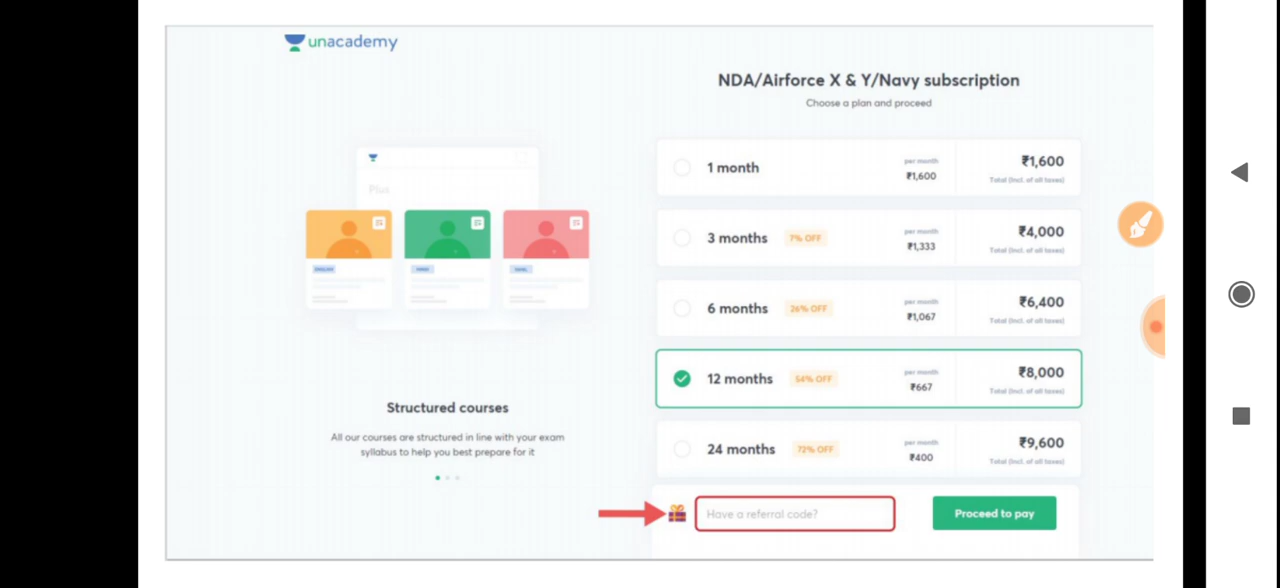 unacademy
NDA/Airforce X & Y/Navy subscription
Choose a plan and proceed
1 month
per month
₹1,600
₹1,600
Total (Incl. of all taxes)
3 months
7% OFF
per month
₹1,333
₹4,000
Total (Incl. of all taxes)
6 months
26% OFF
per month
₹1,067
₹6,400
Total (Incl. of all taxes)
12 months
54% OFF
per month
₹667
₹8,000
Total (Incl. of all taxes)
24 months
72% OFF
per month
₹400
₹9,600
Total (Incl. of all taxes)
Have a referral code?
Proceed to pay
Plus
ENGLISH
Structured courses
All our courses are structured in line with your exam
syllabus to help you best prepare for it